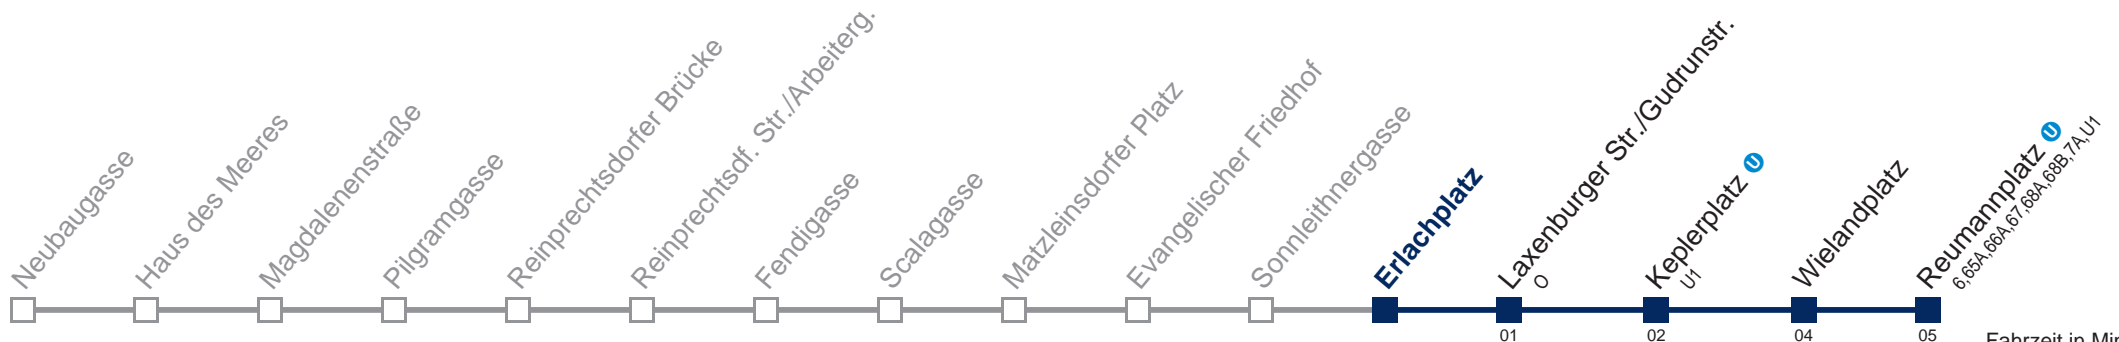 Neubaugasse
Haus des Meeres
Magdalenenstraße
Pilgramgasse
Reinprechtsdorfer Brücke
Reinprechtsdf. Str./Arbeiterg.
Fendigasse
Scalagasse
Matzleinsdorfer Platz
Evangelischer Friedhof
Sonnleithnergasse
Erlachplatz
Laxenburger Str./Gudrunstr.
O
Keplerplatz U
U1
Wielandplatz
Reumannplatz U
6,65A,66A,67,68A,68B,7A,U1
01
02
04
05
Fahrzeit in